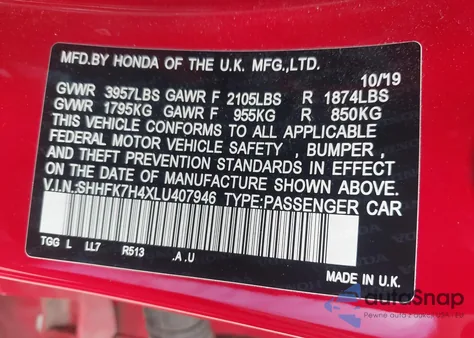 MFD.BY HONDA OF THE U.K. MFG.,LTD.
10/19
GVWR 3957LBS GAWR F 2105LBS R 1874LBS
GVWR 1795KG GAWR F 955KG R 850KG
THIS VEHICLE CONFORMS TO ALL APPLICABLE
FEDERAL MOTOR VEHICLE SAFETY , BUMPER ,
AND THEFT PREVENTION STANDARDS IN EFFECT
ON THE DATE OF MANUFACTURE SHOWN ABOVE.
V.I.N.:SHHFK7H4XLU407946 TYPE:PASSENGER CAR
TGG L LL7 R513 .A .U
MADE IN U.K.
autoSnap
Pewne auta z